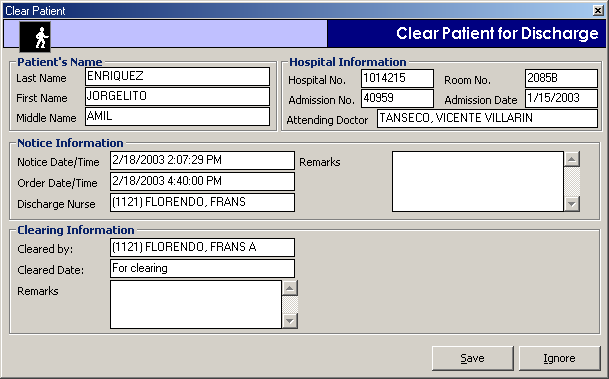 Clear Patient
Clear Patient for Discharge
Patient's Name
Last Name ENRIQUEZ
First Name JORGELITO
Middle Name AMIL
Hospital Information
Hospital No. 1014215 Room No. 2085B
Admission No. 40959 Admission Date 1/15/2003
Attending Doctor TANSECO, VICENTE VILLARIN
Notice Information
Notice Date/Time 2/18/2003 2:07:29 PM Remarks
Order Date/Time 2/18/2003 4:40:00 PM
Discharge Nurse (1121) FLORENDO, FRANS
Clearing Information
Cleared by: (1121) FLORENDO, FRANS A
Cleared Date: For clearing
Remarks
Save Ignore